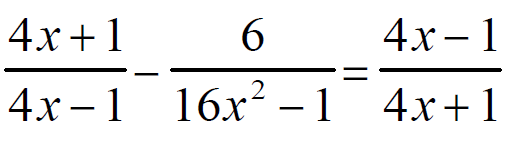 (4x + 1)/(4x − 1) − 6/(16x² − 1) = (4x − 1)/(4x + 1)